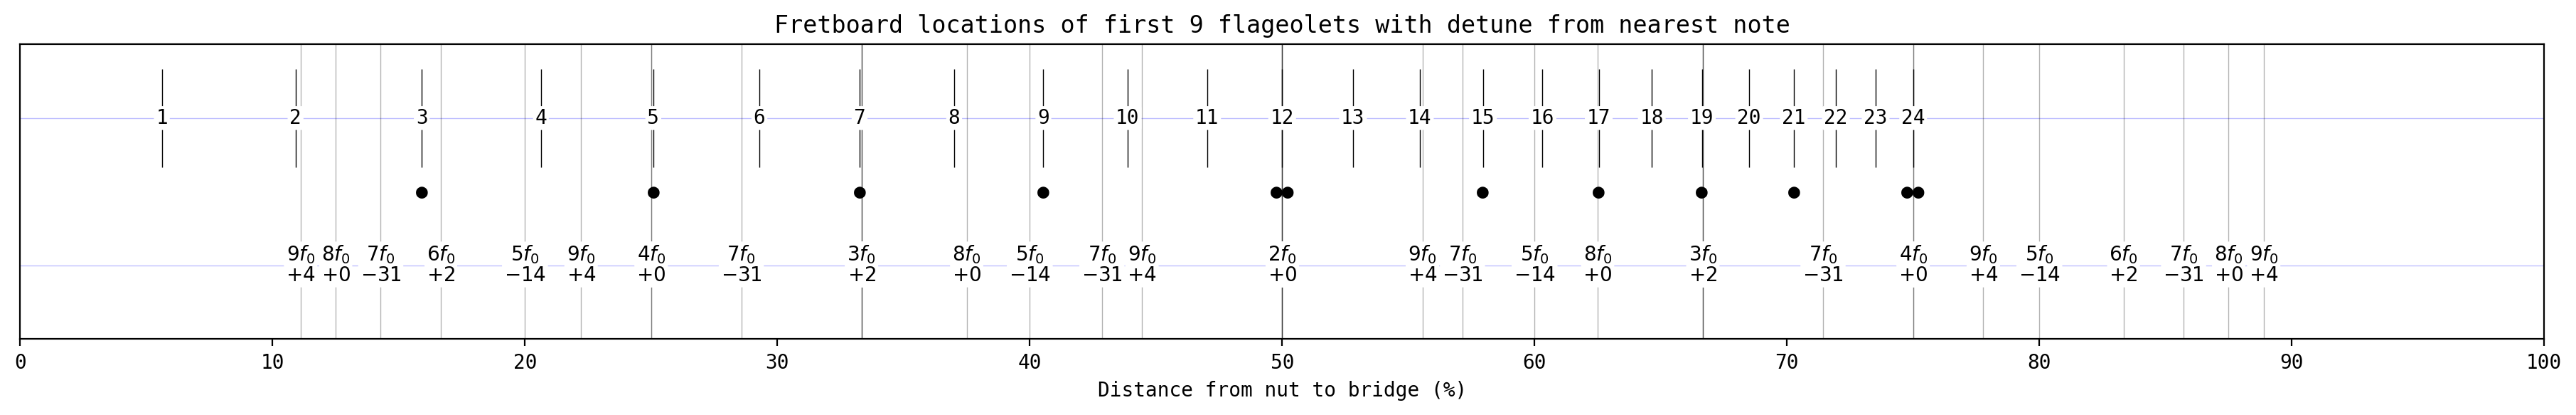 Fretboard locations of first 9 flageolets with detune from nearest note
1 2 3 4 5 6 7 8 9 10 11 12 13 14 15 16 17 18 19 20 21 22 23 24
9f₀ 8f₀ 7f₀ 6f₀ 5f₀ 9f₀ 4f₀ 7f₀ 3f₀ 8f₀ 5f₀ 7f₀ 9f₀ 2f₀ 9f₀ 7f₀ 5f₀ 8f₀ 3f₀ 7f₀ 4f₀ 9f₀ 5f₀ 6f₀ 7f₀ 8f₀ 9f₀
+4 +0 −31 +2 −14 +4 +0 −31 +2 +0 −14 −31 +4 +0 +4 −31 −14 +0 +2 −31 +0 +4 −14 +2 −31 +0 +4
0 10 20 30 40 50 60 70 80 90 100
Distance from nut to bridge (%)